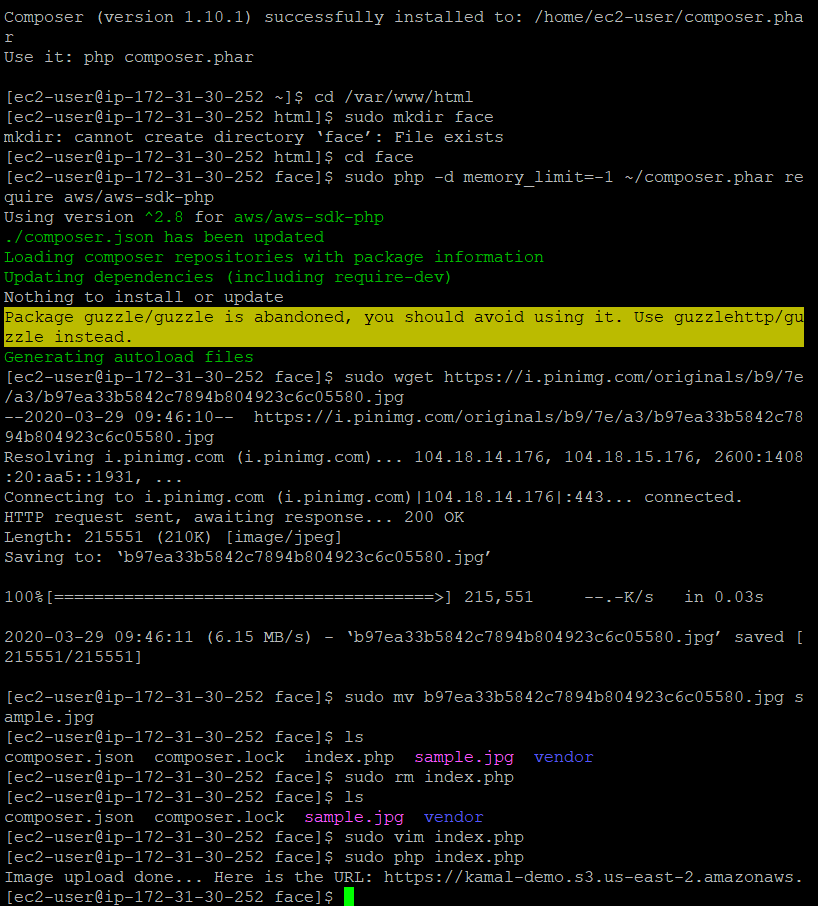 Composer (version 1.10.1) successfully installed to: /home/ec2-user/composer.pha
r
Use it: php composer.phar
[ec2-user@ip-172-31-30-252 ~]$ cd /var/www/html
[ec2-user@ip-172-31-30-252 html]$ sudo mkdir face
mkdir: cannot create directory ‘face’: File exists
[ec2-user@ip-172-31-30-252 html]$ cd face
[ec2-user@ip-172-31-30-252 face]$ sudo php -d memory_limit=-1 ~/composer.phar re
quire aws/aws-sdk-php
Using version ^2.8 for aws/aws-sdk-php
./composer.json has been updated
Loading composer repositories with package information
Updating dependencies (including require-dev)
Nothing to install or update
Package guzzle/guzzle is abandoned, you should avoid using it. Use guzzlehttp/gu
zzle instead.
Generating autoload files
[ec2-user@ip-172-31-30-252 face]$ sudo wget https://i.pinimg.com/originals/b9/7e
/a3/b97ea33b5842c7894b804923c6c05580.jpg
--2020-03-29 09:46:10--  https://i.pinimg.com/originals/b9/7e/a3/b97ea33b5842c78
94b804923c6c05580.jpg
Resolving i.pinimg.com (i.pinimg.com)... 104.18.14.176, 104.18.15.176, 2600:1408
:20:aa5::1931, ...
Connecting to i.pinimg.com (i.pinimg.com)|104.18.14.176|:443... connected.
HTTP request sent, awaiting response... 200 OK
Length: 215551 (210K) [image/jpeg]
Saving to: ‘b97ea33b5842c7894b804923c6c05580.jpg’
100%[======================================>] 215,551     --.-K/s   in 0.03s
2020-03-29 09:46:11 (6.15 MB/s) - ‘b97ea33b5842c7894b804923c6c05580.jpg’ saved [
215551/215551]
[ec2-user@ip-172-31-30-252 face]$ sudo mv b97ea33b5842c7894b804923c6c05580.jpg s
ample.jpg
[ec2-user@ip-172-31-30-252 face]$ ls
composer.json  composer.lock  index.php  sample.jpg  vendor
[ec2-user@ip-172-31-30-252 face]$ sudo rm index.php
[ec2-user@ip-172-31-30-252 face]$ ls
composer.json  composer.lock  sample.jpg  vendor
[ec2-user@ip-172-31-30-252 face]$ sudo vim index.php
[ec2-user@ip-172-31-30-252 face]$ sudo php index.php
Image upload done... Here is the URL: https://kamal-demo.s3.us-east-2.amazonaws.
[ec2-user@ip-172-31-30-252 face]$